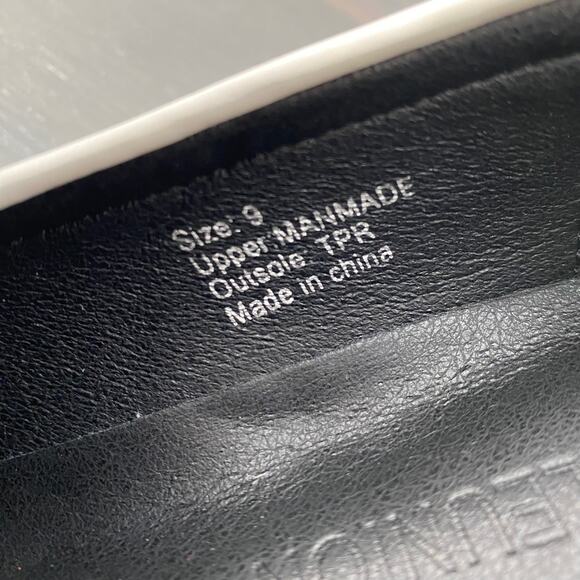 Size: 9
Upper MANMADE
Outsole TPR
Made in china